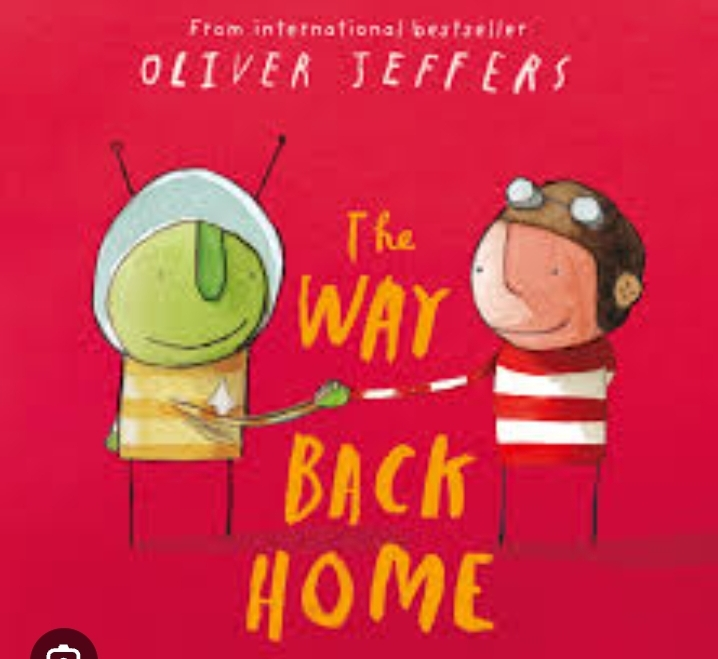 From international bestseller
OLIVER JEFFERS
The
WAY
BACK
HOME